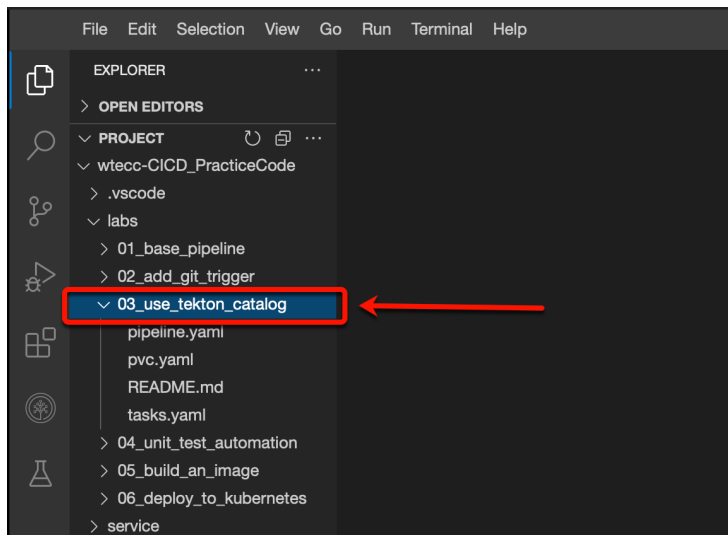 File Edit Selection View Go Run Terminal Help
EXPLORER
OPEN EDITORS
PROJECT
wtecc-CICD_PracticeCode
.vscode
labs
01_base_pipeline
02_add_git_trigger
03_use_tekton_catalog
pipeline.yaml
pvc.yaml
README.md
tasks.yaml
04_unit_test_automation
05_build_an_image
06_deploy_to_kubernetes
service